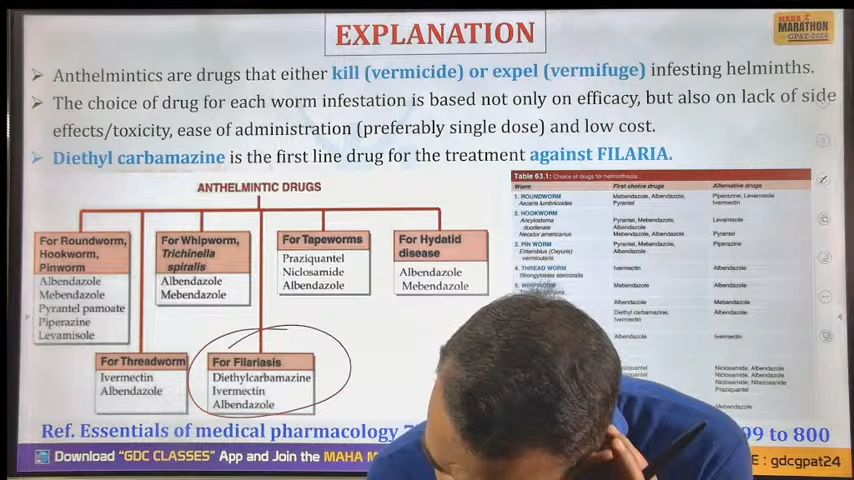 EXPLANATION
MAHA
MARATHON
GPAT-2024
➢ Anthelmintics are drugs that either kill (vermicide) or expel (vermifuge) infesting helminths.
➢ The choice of drug for each worm infestation is based not only on efficacy, but also on lack of side
effects/toxicity, ease of administration (preferably single dose) and low cost.
➢ Diethyl carbamazine is the first line drug for the treatment against FILARIA.
ANTHELMINTIC DRUGS
For Roundworm,
Hookworm,
Pinworm
Albendazole
Mebendazole
Pyrantel pamoate
Piperazine
Levamisole
For Whipworm,
Trichinella
spiralis
Albendazole
Mebendazole
For Tapeworms
Praziquantel
Niclosamide
Albendazole
For Hydatid
disease
Albendazole
Mebendazole
For Threadworm
Ivermectin
Albendazole
For Filariasis
Diethylcarbamazine
Ivermectin
Albendazole
Table 63.1: Choice of drugs for helminthiasis
Worm First choice drugs Alternative drugs
1. ROUNDWORM Mebendazole, Albendazole, Piperazine, Levamisole
Ascaris lumbricoides Pyrantel Ivermectin
2. HOOKWORM
Ancylostoma Pyrantel, Mebendazole, Levamisole
duodenale Albendazole
Necator americanus Mebendazole, Albendazole Pyrantel
3. PIN WORM Pyrantel, Mebendazole, Piperazine
Enterobius (Oxyuris) Albendazole
vermicularis
4. THREAD WORM Ivermectin Albendazole
Strongyloides stercoralis
5. WHIPWORM Mebendazole Albendazole
Albendazole Mebendazole
Diethyl carbamazine, Albendazole
Ivermectin
Albendazole Ivermectin
Niclosamide, Albendazole
Niclosamide, Albendazole
Niclosamide, Nitazoxanide
Praziquantel
Mebendazole
Ref. Essentials of medical pharmacology 99 to 800
Download "GDC CLASSES" App and Join the MAHA M E : gdcgpat24